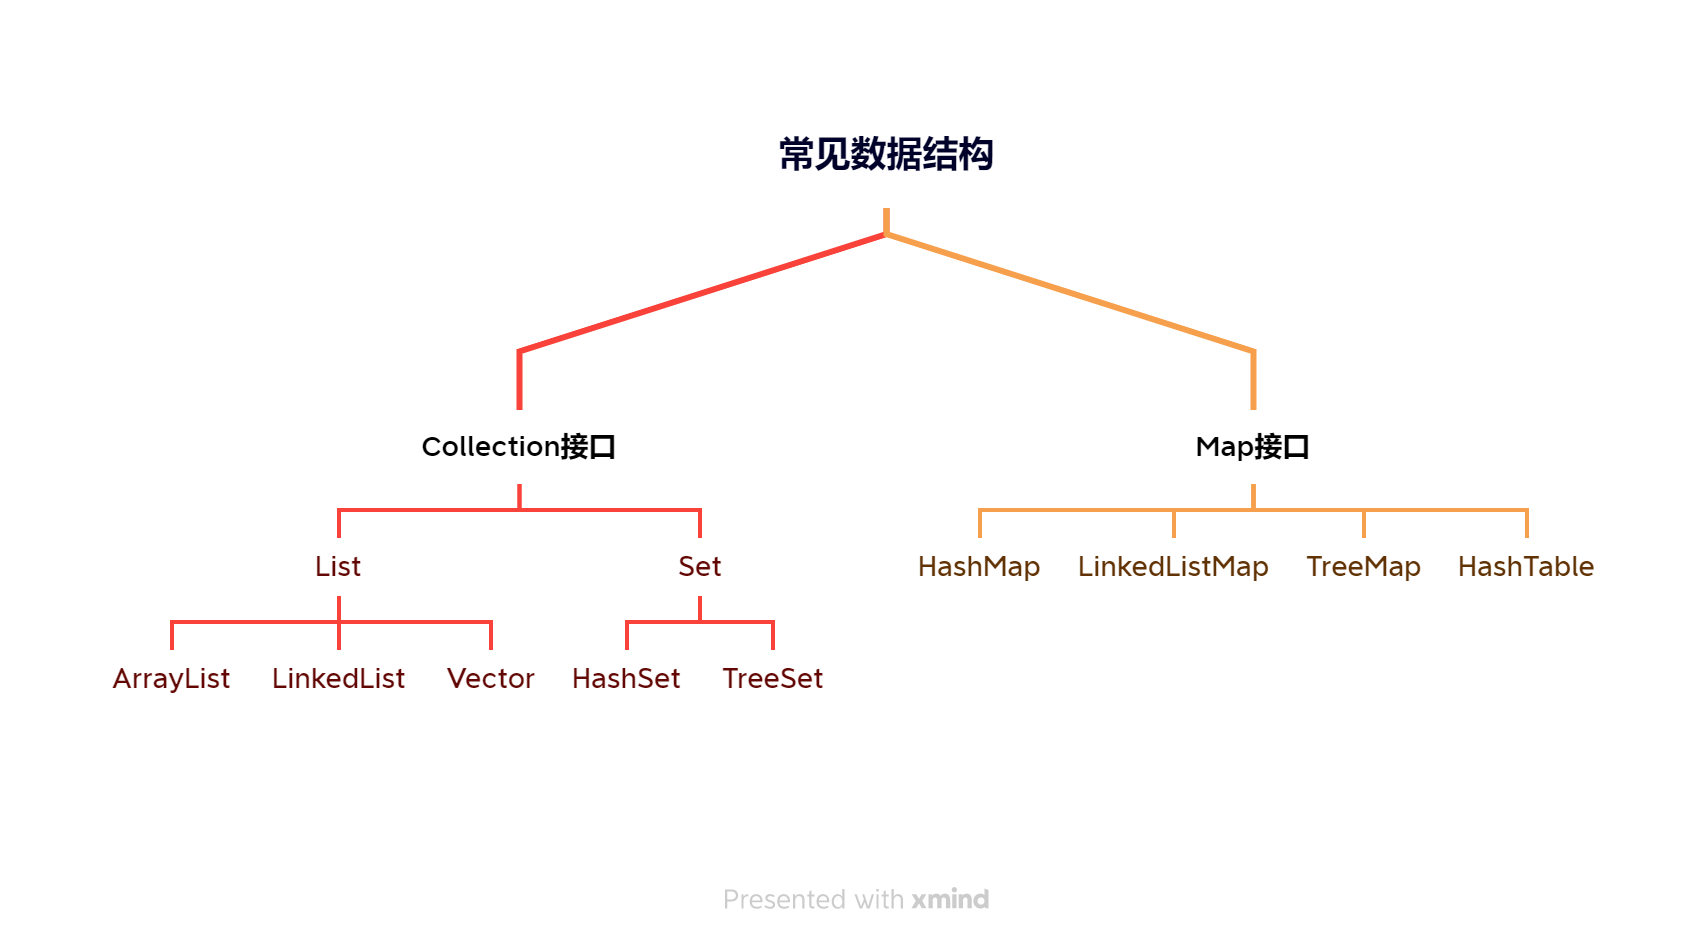 常见数据结构
Collection接口
Map接口
List
Set
HashMap
LinkedListMap
TreeMap
HashTable
ArrayList
LinkedList
Vector
HashSet
TreeSet
Presented with xmind